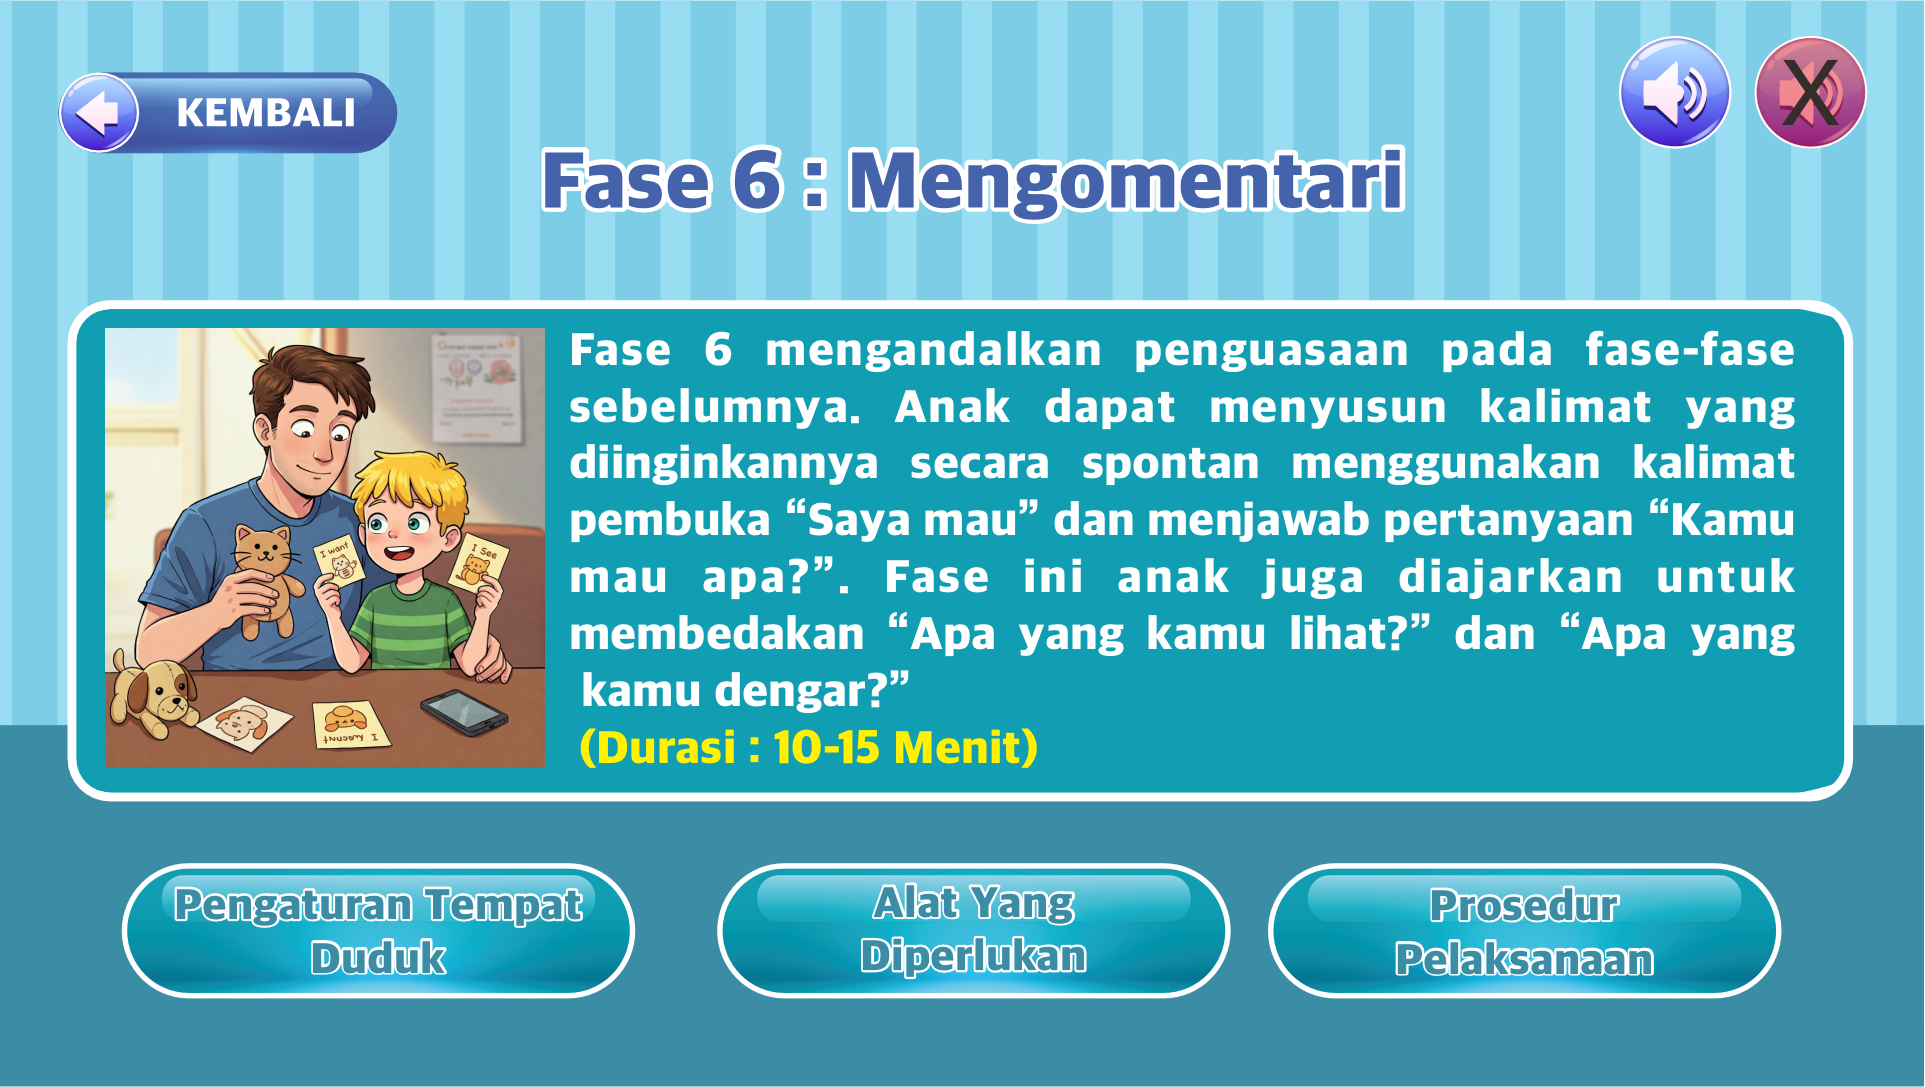 KEMBALI
X
Fase 6 : Mengomentari
Fase 6 mengandalkan penguasaan pada fase-fase
sebelumnya. Anak dapat menyusun kalimat yang
diinginkannya secara spontan menggunakan kalimat
pembuka “Saya mau” dan menjawab pertanyaan “Kamu
mau apa?”. Fase ini anak juga diajarkan untuk
membedakan “Apa yang kamu lihat?” dan “Apa yang
kamu dengar?”
(Durasi : 10-15 Menit)
I want
I See
Pengaturan Tempat
Duduk
Alat Yang
Diperlukan
Prosedur
Pelaksanaan